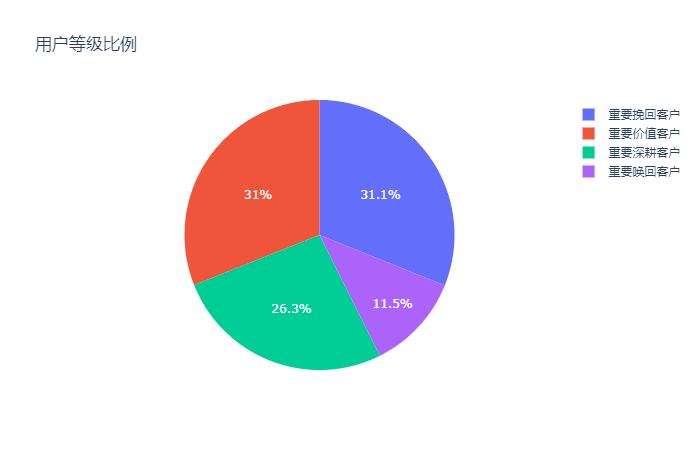 用户等级比例
重要挽回客户
重要价值客户
重要深耕客户
重要唤回客户
31%
31.1%
26.3%
11.5%